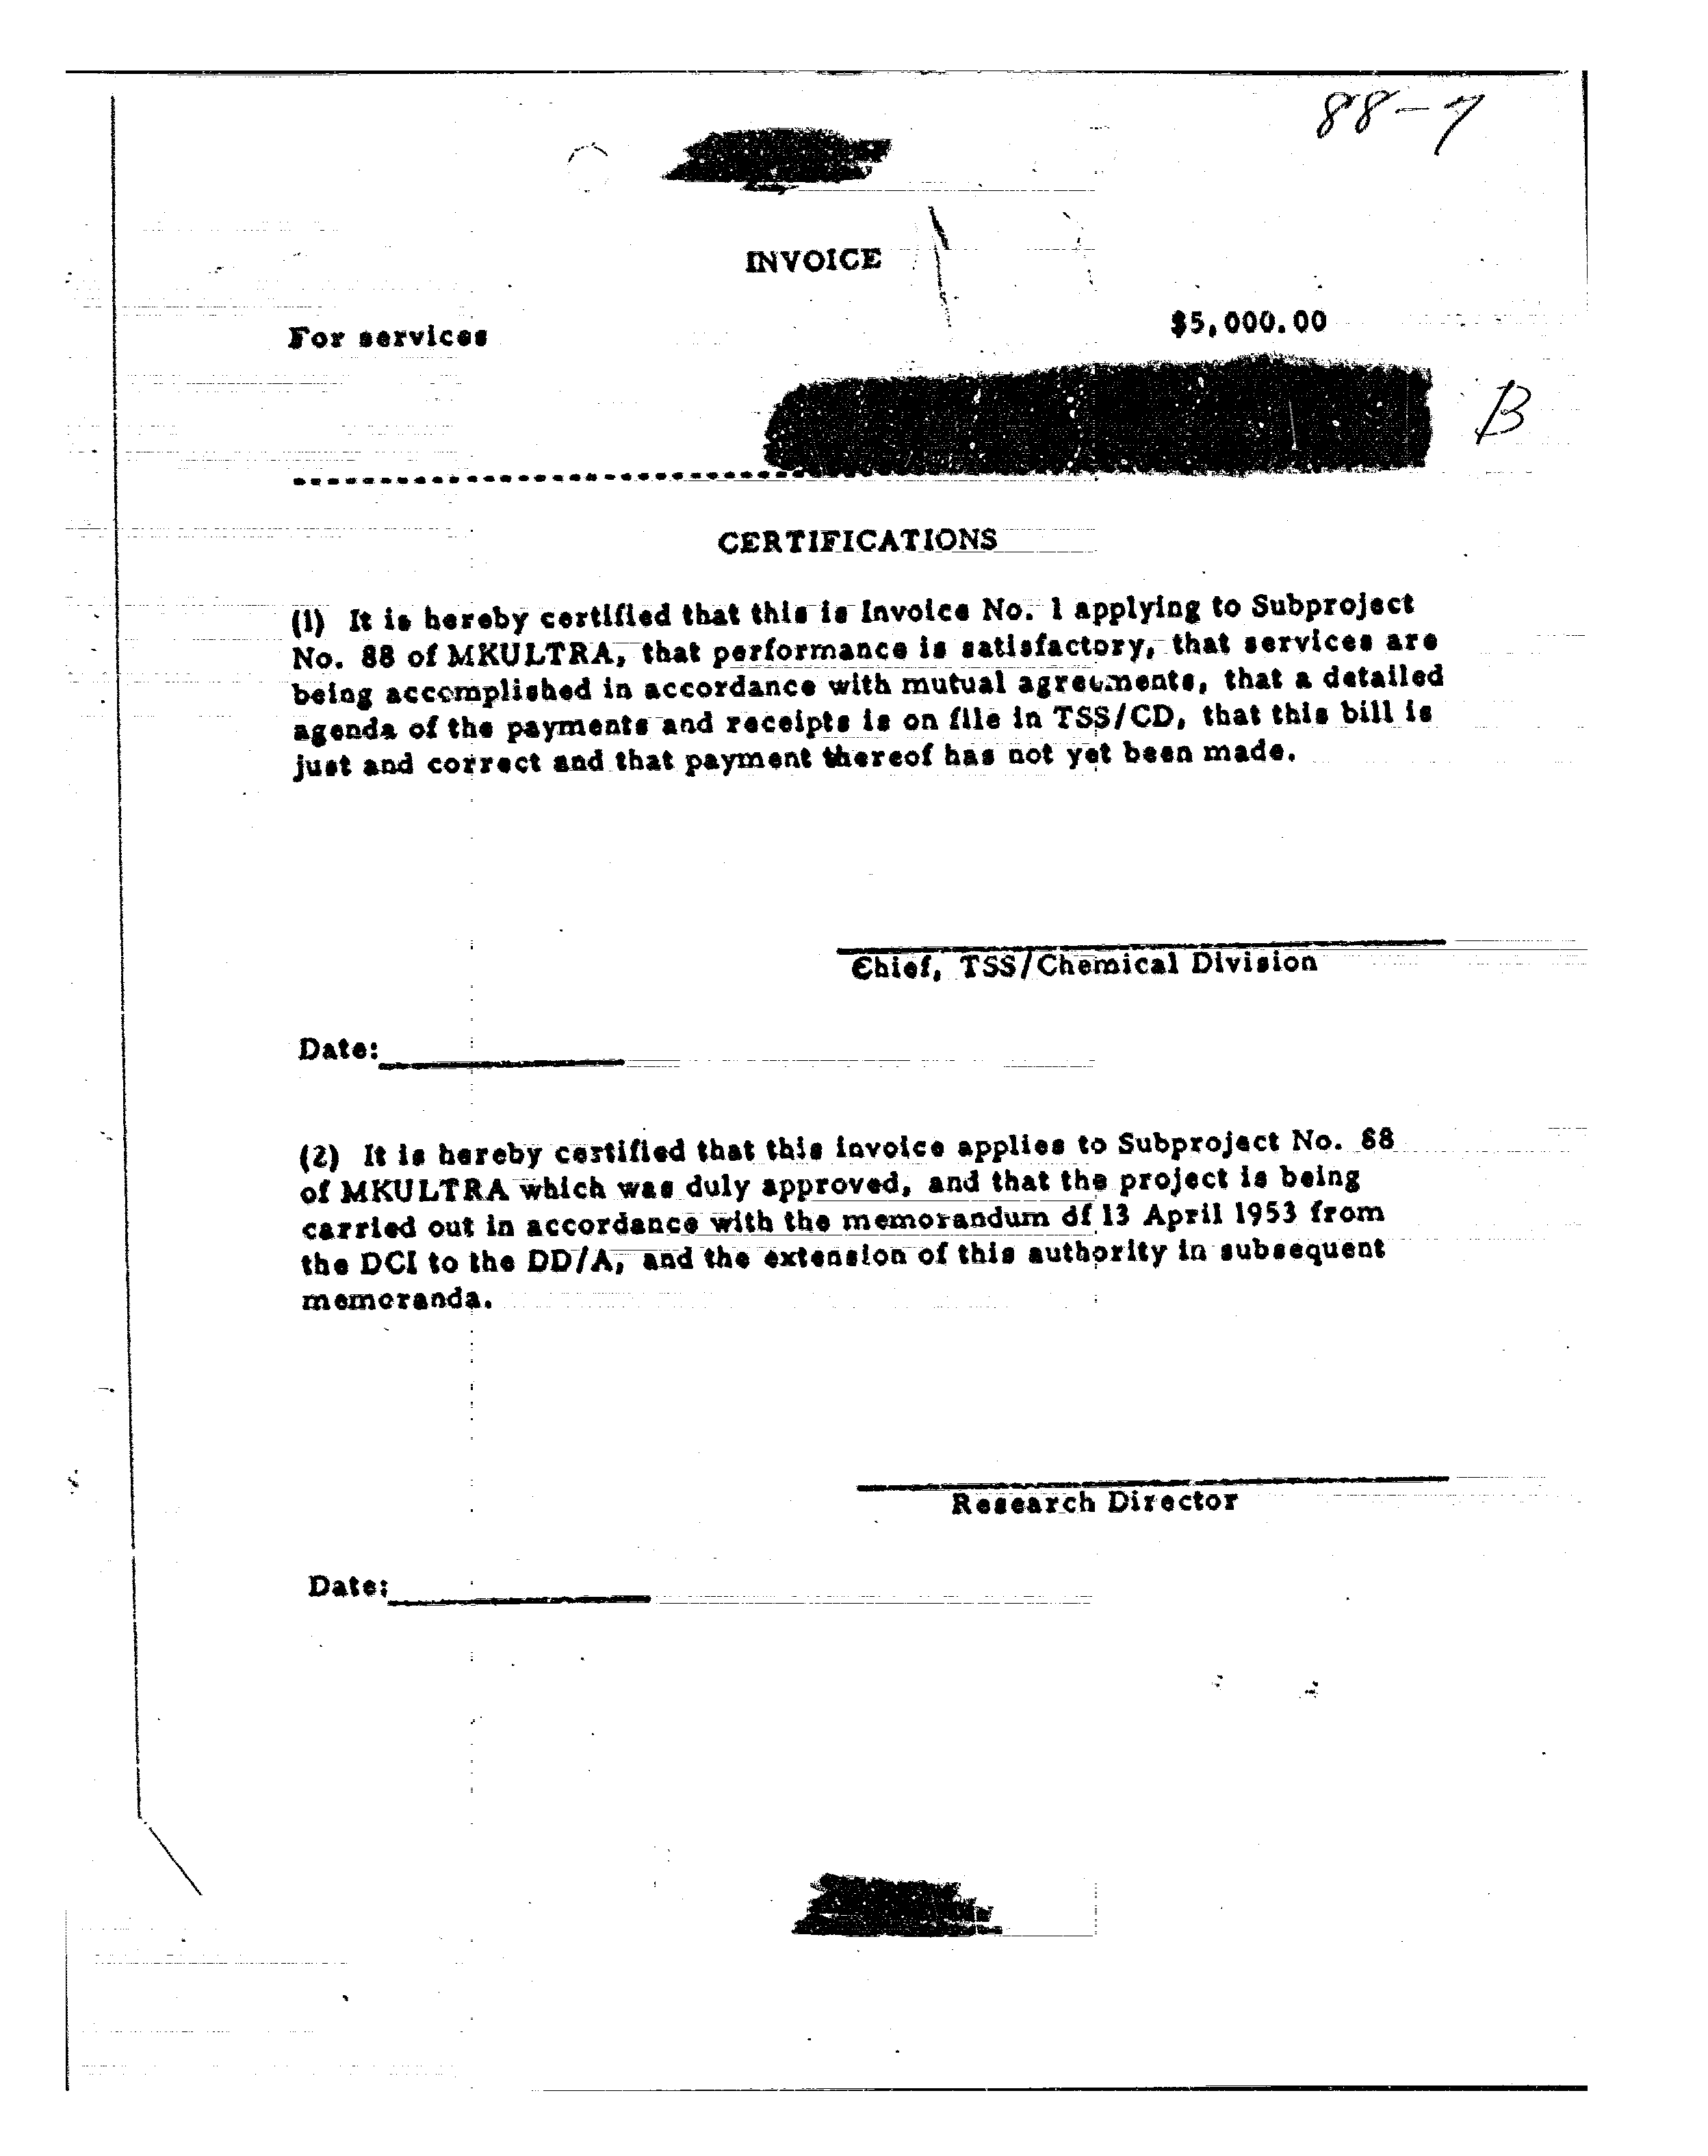 88-7
INVOICE
For services $5,000.00
B
CERTIFICATIONS
(1) It is hereby certified that this is Invoice No. 1 applying to Subproject
No. 88 of MKULTRA, that performance is satisfactory, that services are
being accomplished in accordance with mutual agreements, that a detailed
agenda of the payments and receipts is on file in TSS/CD, that this bill is
just and correct and that payment thereof has not yet been made.
Chief, TSS/Chemical Division
Date:
(2) It is hereby certified that this invoice applies to Subproject No. 88
of MKULTRA which was duly approved, and that the project is being
carried out in accordance with the memorandum of 13 April 1953 from
the DCI to the DD/A, and the extension of this authority in subsequent
memoranda.
Research Director
Date: